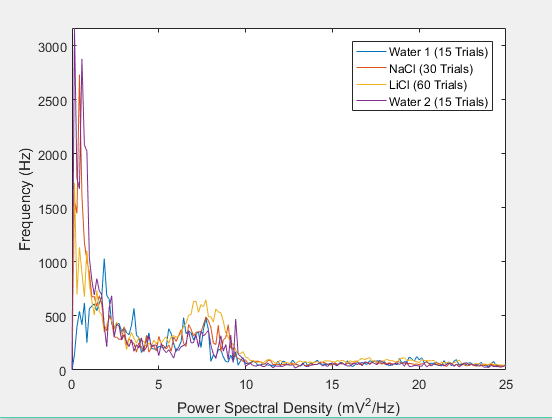 3000
2500
2000
1500
1000
500
0
0
5
10
15
20
25
Frequency (Hz)
Power Spectral Density (mV²/Hz)
Water 1 (15 Trials)
NaCl (30 Trials)
LiCl (60 Trials)
Water 2 (15 Trials)